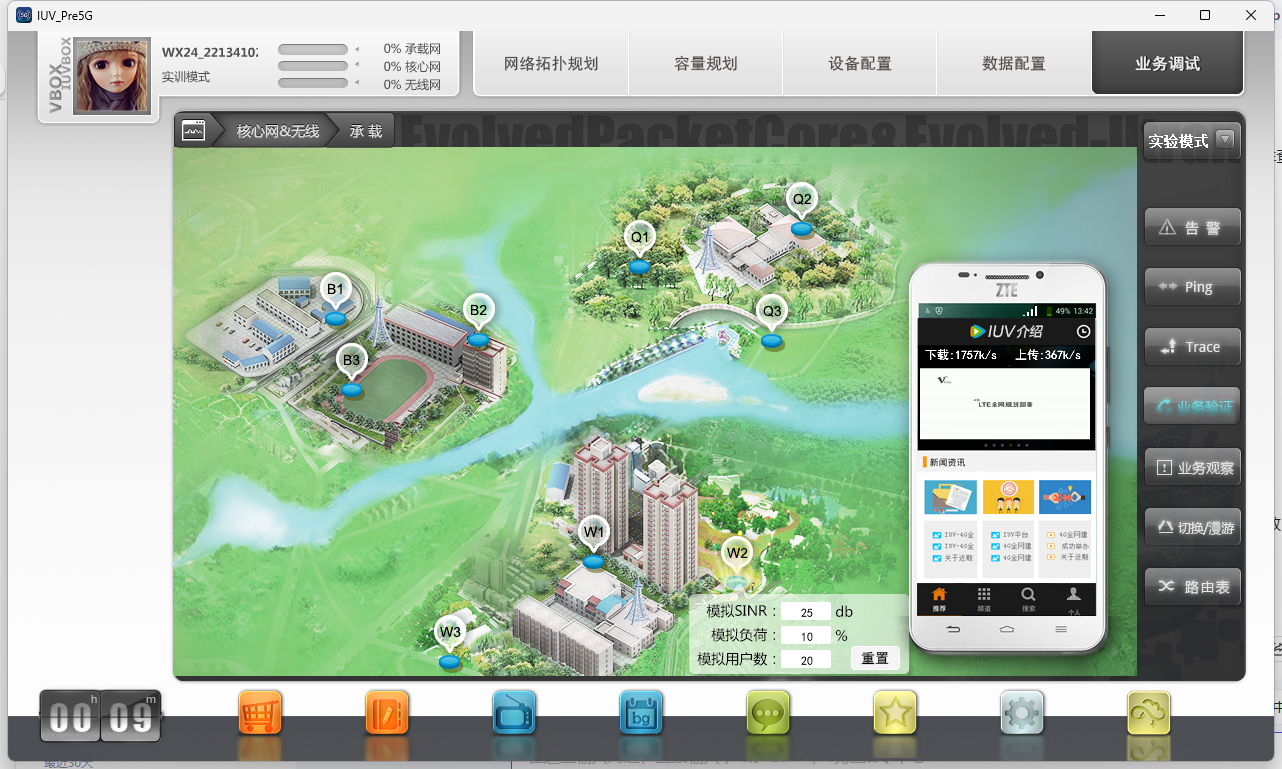 IUV_Pre5G
VBOX
IUVBOX
WX24_2213410
实训模式
0% 承载网
0% 核心网
0% 无线网
网络拓扑规划
容量规划
设备配置
数据配置
业务调试
核心网&无线
承 载
EvolvedPacketCore&Evolved-U
实验模式
告 警
Ping
Trace
业务验证
业务观察
切换/漫游
路由表
Q1
Q2
Q3
B1
B2
B3
W1
W2
W3
ZTE
49% 13:42
IUV介绍
下载:1757k/s 上传:367k/s
LTE全网规划部署
新闻资讯
IUV-4G全
IUV-4G全
关于近期
IUV平台
4G全网建
4G全网建
4G全网建
成功举办
关于近期
推荐
频道
搜索
个人
模拟SINR： 25 db
模拟负荷： 10 %
模拟用户数： 20
重置
00 h 09 m
bg
最近30天